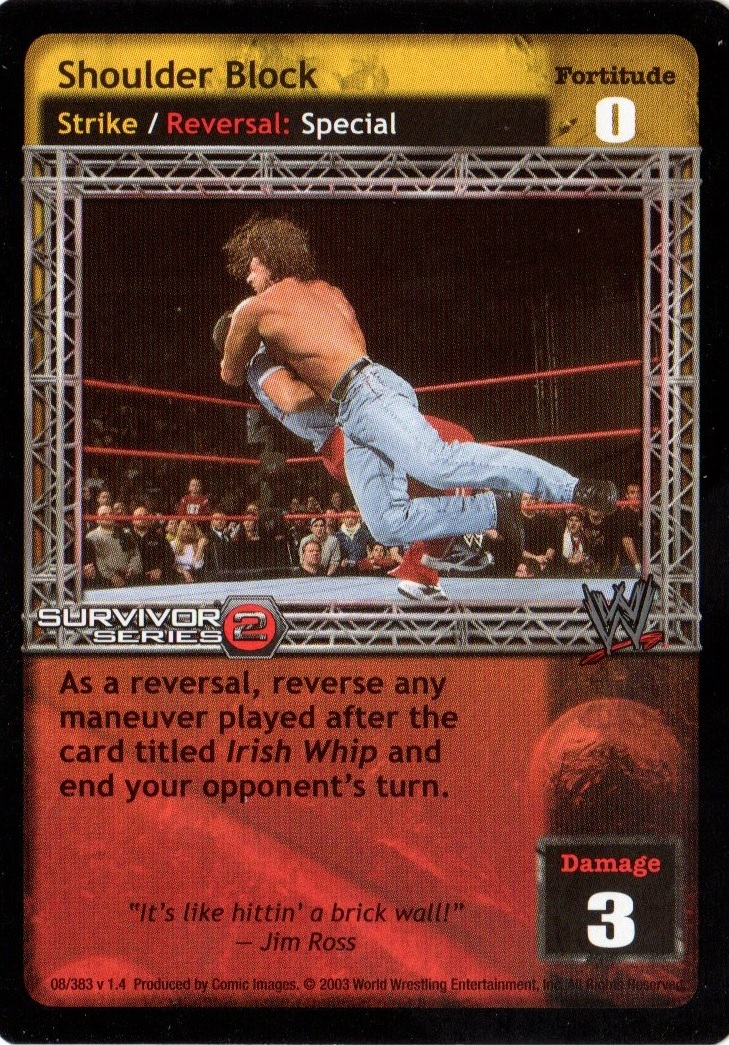 Shoulder Block
Fortitude
Strike / Reversal: Special
0
SURVIVOR
SERIES 2
W
As a reversal, reverse any
maneuver played after the
card titled Irish Whip and
end your opponent's turn.
Damage
3
"It's like hittin' a brick wall!"
– Jim Ross
08/383 v 1.4 Produced by Comic Images. © 2003 World Wrestling Entertainment, Inc. All Rights Reserved.